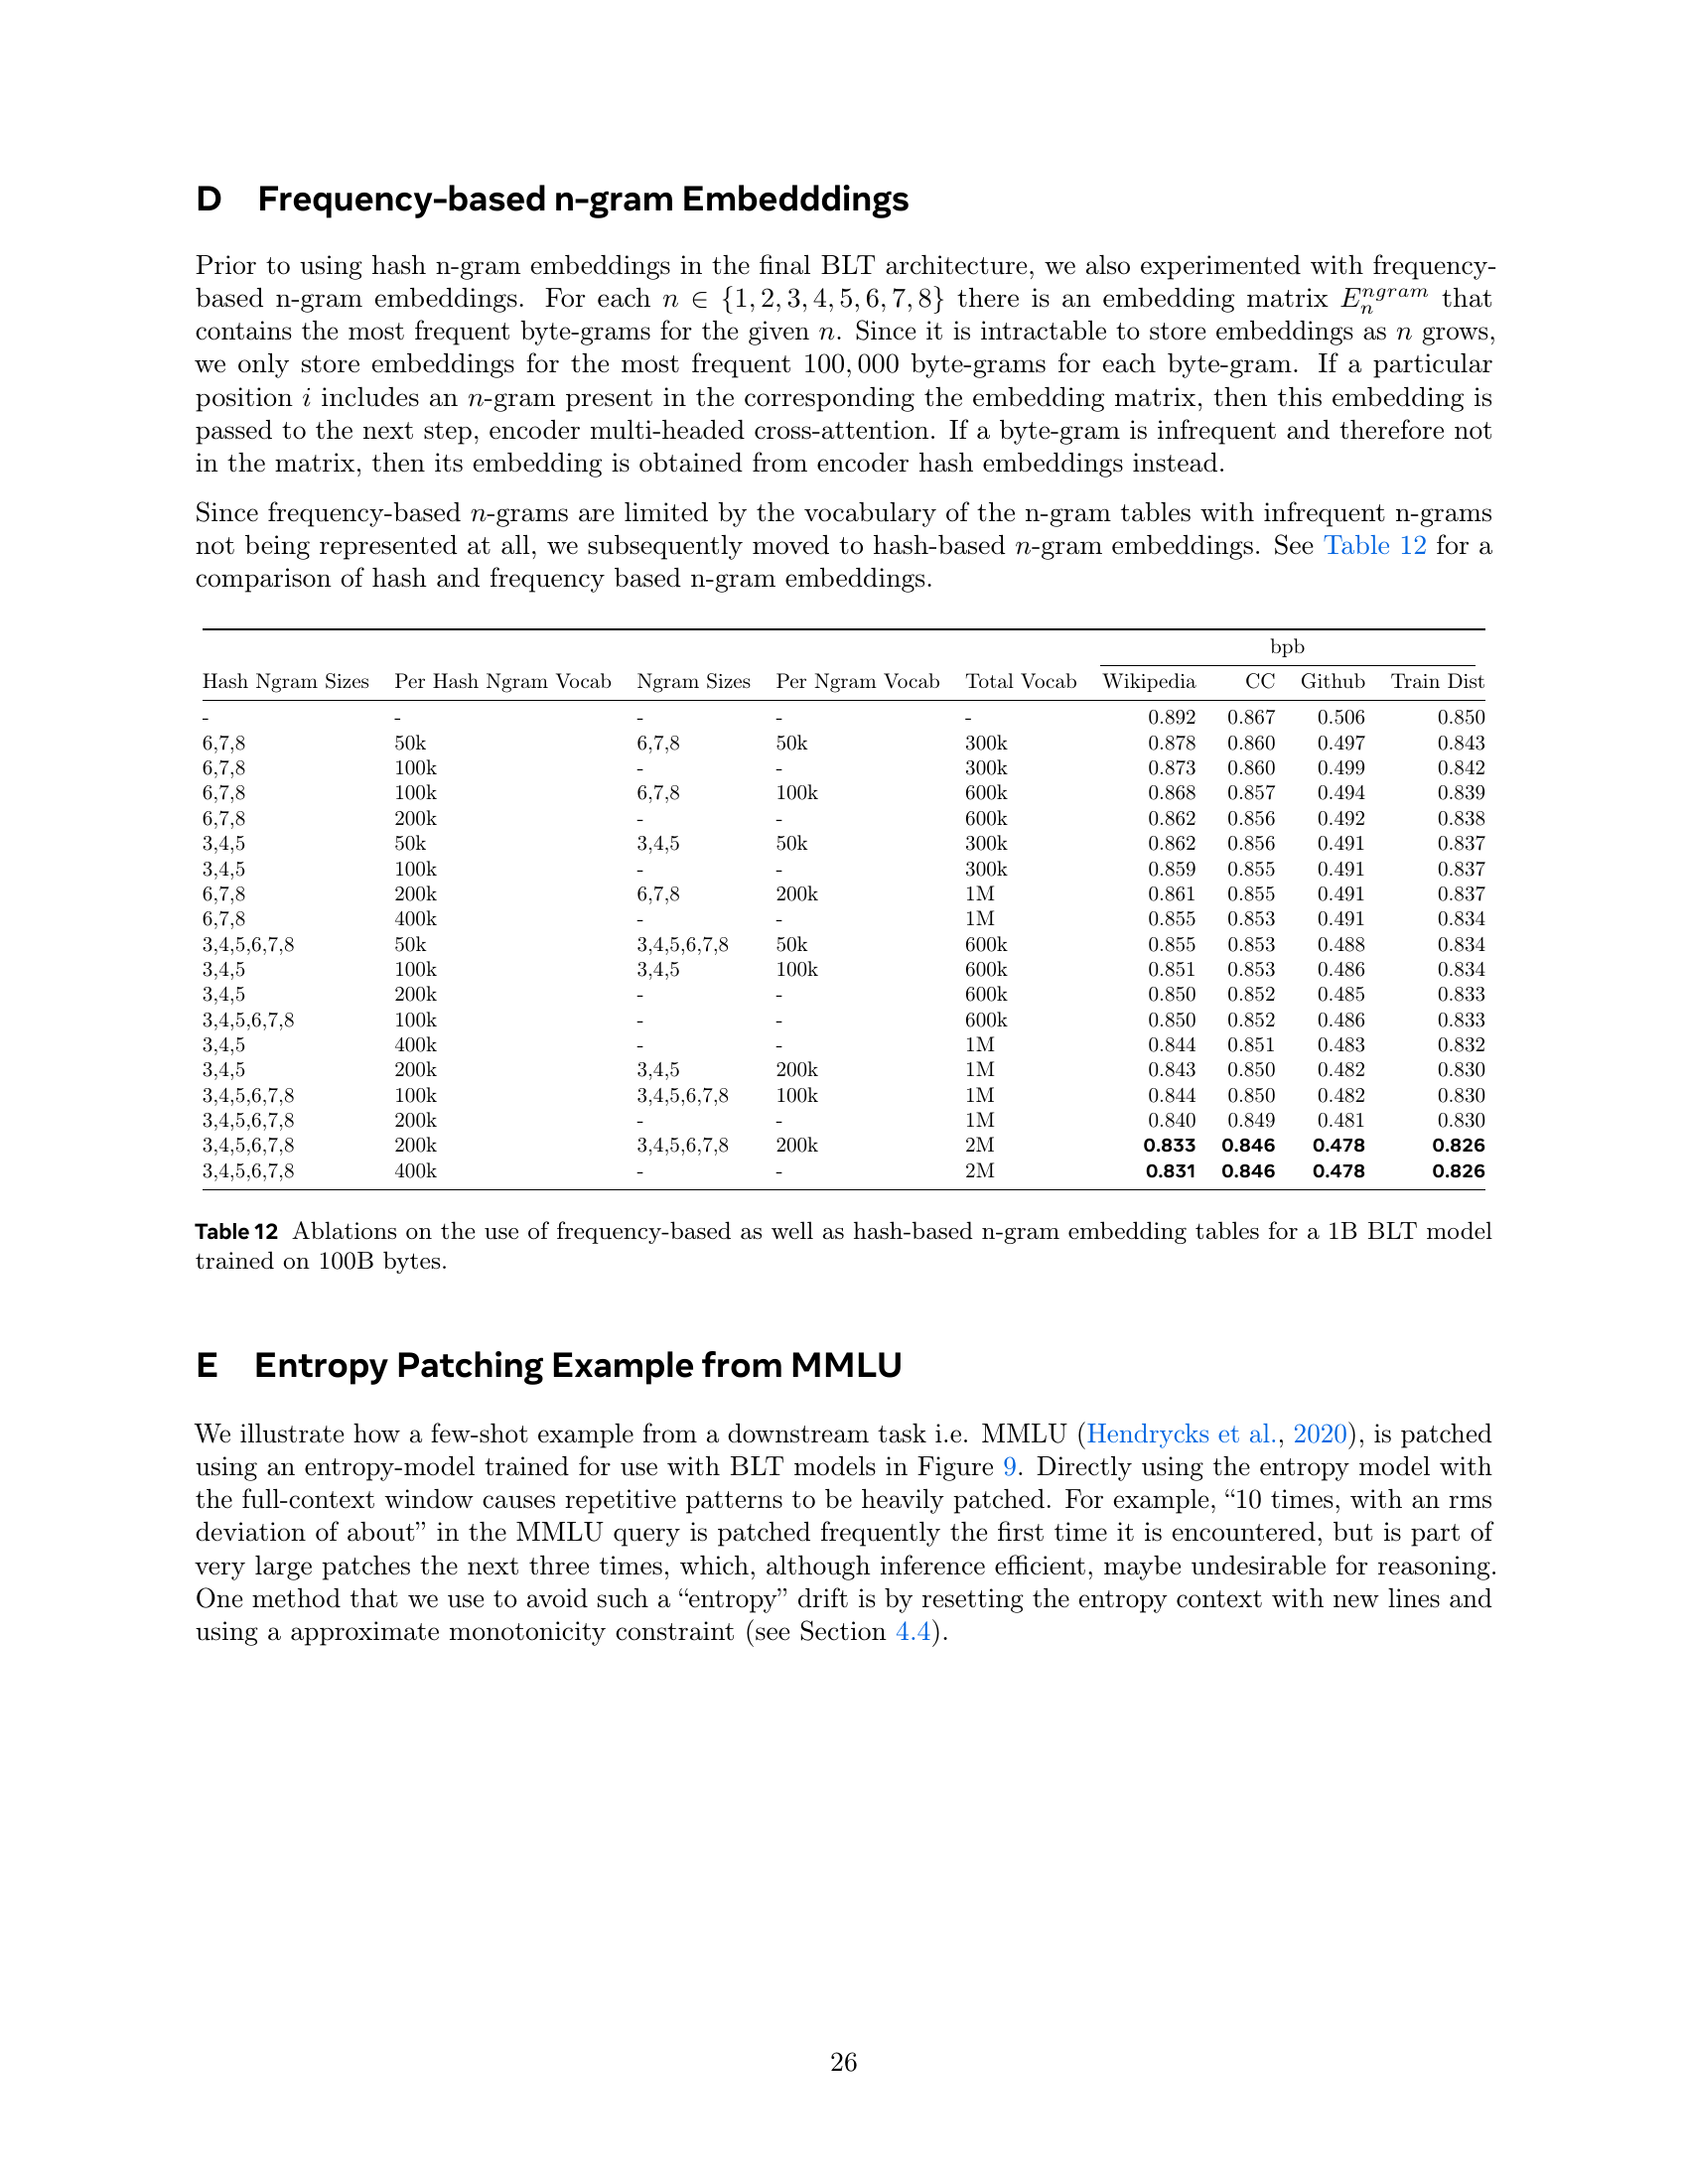 D Frequency-based n-gram Embedddings
Prior to using hash n-gram embeddings in the final BLT architecture, we also experimented with frequency-
based n-gram embeddings. For each n ∈ {1, 2, 3, 4, 5, 6, 7, 8} there is an embedding matrix E_n^{ngram} that
contains the most frequent byte-grams for the given n. Since it is intractable to store embeddings as n grows,
we only store embeddings for the most frequent 100,000 byte-grams for each byte-gram. If a particular
position i includes an n-gram present in the corresponding the embedding matrix, then this embedding is
passed to the next step, encoder multi-headed cross-attention. If a byte-gram is infrequent and therefore not
in the matrix, then its embedding is obtained from encoder hash embeddings instead.
Since frequency-based n-grams are limited by the vocabulary of the n-gram tables with infrequent n-grams
not being represented at all, we subsequently moved to hash-based n-gram embeddings. See Table 12 for a
comparison of hash and frequency based n-gram embeddings.
bpb
Hash Ngram Sizes Per Hash Ngram Vocab Ngram Sizes Per Ngram Vocab Total Vocab Wikipedia CC Github Train Dist
- - - - - 0.892 0.867 0.506 0.850
6,7,8 50k 6,7,8 50k 300k 0.878 0.860 0.497 0.843
6,7,8 100k - - 300k 0.873 0.860 0.499 0.842
6,7,8 100k 6,7,8 100k 600k 0.868 0.857 0.494 0.839
6,7,8 200k - - 600k 0.862 0.856 0.492 0.838
3,4,5 50k 3,4,5 50k 300k 0.862 0.856 0.491 0.837
3,4,5 100k - - 300k 0.859 0.855 0.491 0.837
6,7,8 200k 6,7,8 200k 1M 0.861 0.855 0.491 0.837
6,7,8 400k - - 1M 0.855 0.853 0.491 0.834
3,4,5,6,7,8 50k 3,4,5,6,7,8 50k 600k 0.855 0.853 0.488 0.834
3,4,5 100k 3,4,5 100k 600k 0.851 0.853 0.486 0.834
3,4,5 200k - - 600k 0.850 0.852 0.485 0.833
3,4,5,6,7,8 100k - - 600k 0.850 0.852 0.486 0.833
3,4,5 400k - - 1M 0.844 0.851 0.483 0.832
3,4,5 200k 3,4,5 200k 1M 0.843 0.850 0.482 0.830
3,4,5,6,7,8 100k 3,4,5,6,7,8 100k 1M 0.844 0.850 0.482 0.830
3,4,5,6,7,8 200k - - 1M 0.840 0.849 0.481 0.830
3,4,5,6,7,8 200k 3,4,5,6,7,8 200k 2M 0.833 0.846 0.478 0.826
3,4,5,6,7,8 400k - - 2M 0.831 0.846 0.478 0.826
Table 12 Ablations on the use of frequency-based as well as hash-based n-gram embedding tables for a 1B BLT model
trained on 100B bytes.
E Entropy Patching Example from MMLU
We illustrate how a few-shot example from a downstream task i.e. MMLU (Hendrycks et al., 2020), is patched
using an entropy-model trained for use with BLT models in Figure 9. Directly using the entropy model with
the full-context window causes repetitive patterns to be heavily patched. For example, “10 times, with an rms
deviation of about” in the MMLU query is patched frequently the first time it is encountered, but is part of
very large patches the next three times, which, although inference efficient, maybe undesirable for reasoning.
One method that we use to avoid such a “entropy” drift is by resetting the entropy context with new lines and
using a approximate monotonicity constraint (see Section 4.4).
26